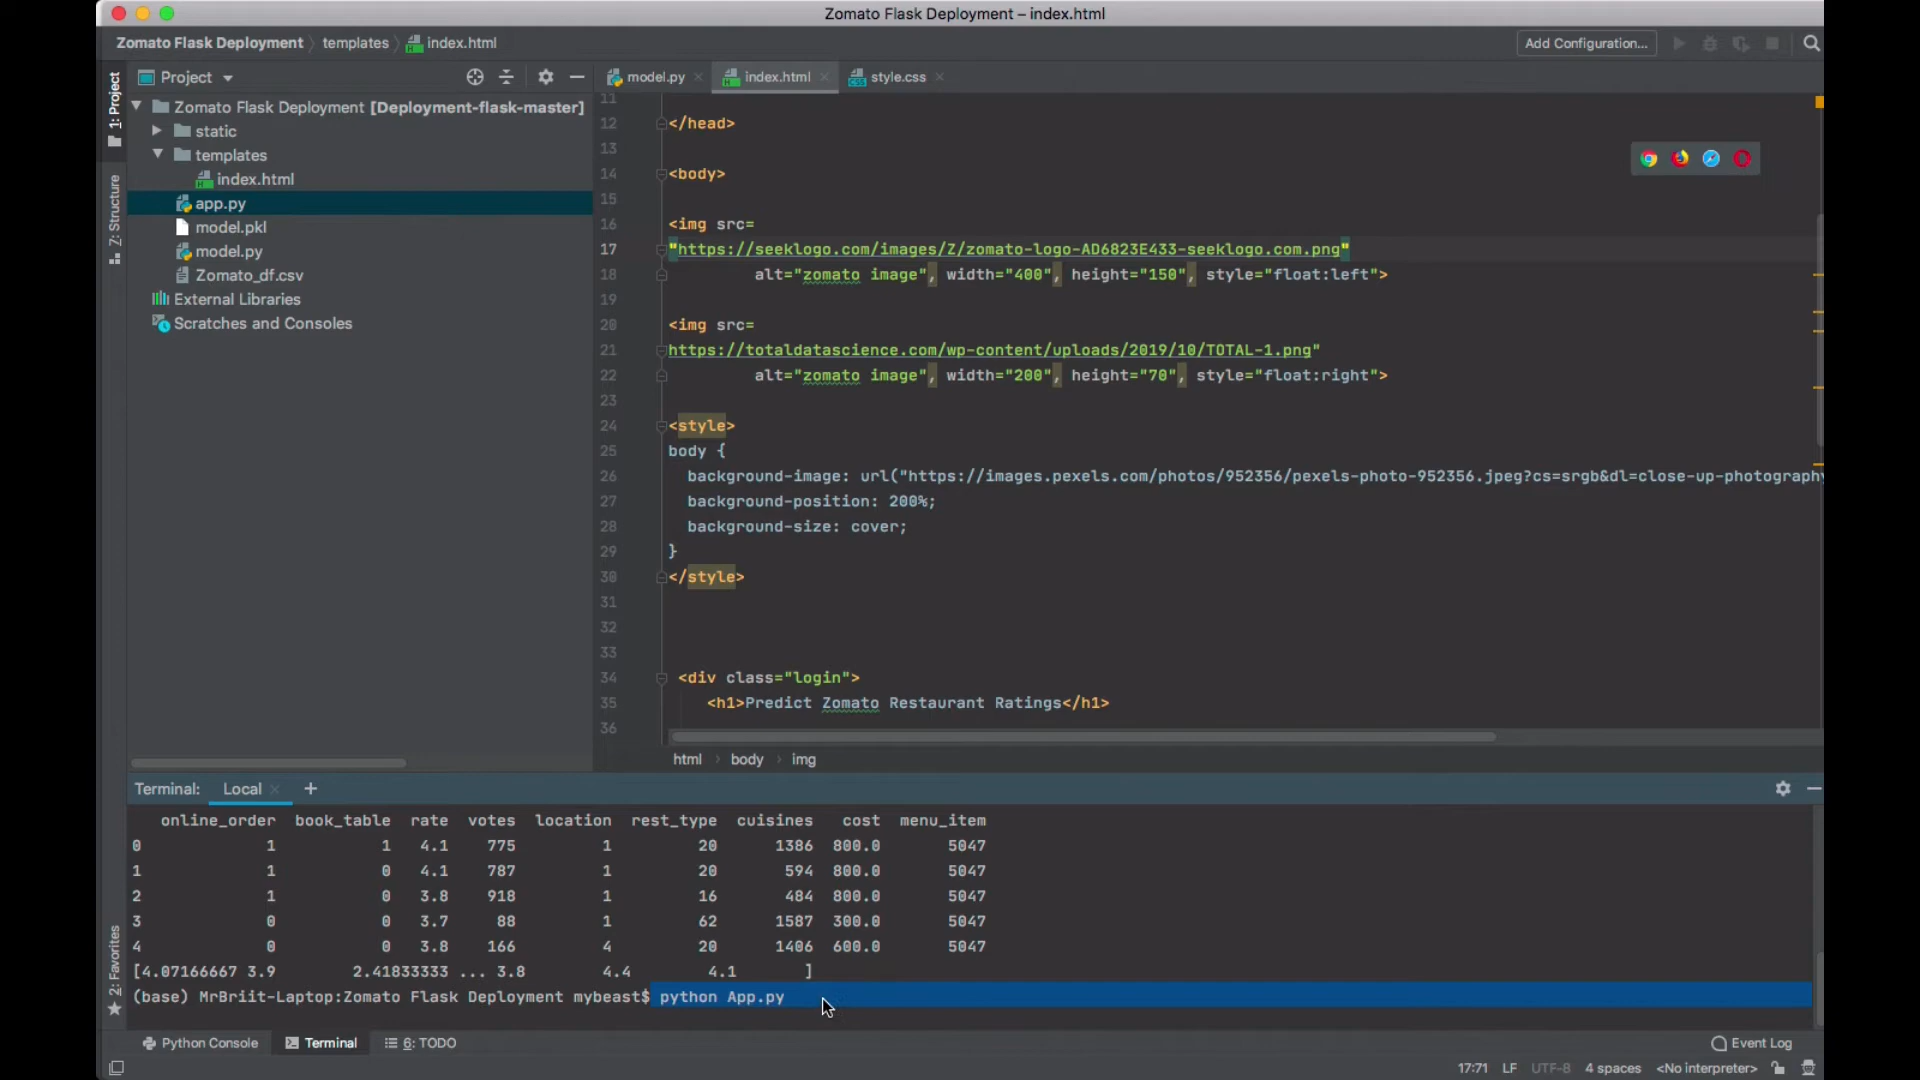 Zomato Flask Deployment – index.html
Zomato Flask Deployment templates index.html
Add Configuration...
1: Project
Z: Structure
2: Favorites
Project
model.py index.html style.css
Zomato Flask Deployment [Deployment-flask-master]
static
templates
index.html
app.py
model.pkl
model.py
Zomato_df.csv
External Libraries
Scratches and Consoles
11
12 </head>
13
14 <body>
15
16 <img src=
17 "https://seeklogo.com/images/Z/zomato-logo-AD6823E433-seeklogo.com.png"
18 alt="zomato image", width="400", height="150", style="float:left">
19
20 <img src=
21 https://totaldatascience.com/wp-content/uploads/2019/10/TOTAL-1.png"
22 alt="zomato image", width="200", height="70", style="float:right">
23
24 <style>
25 body {
26 background-image: url("https://images.pexels.com/photos/952356/pexels-photo-952356.jpeg?cs=srgb&dl=close-up-photography
27 background-position: 200%;
28 background-size: cover;
29 }
30 </style>
31
32
33
34 <div class="login">
35 <h1>Predict Zomato Restaurant Ratings</h1>
36
html body img
Terminal: Local +
online_order book_table rate votes location rest_type cuisines cost menu_item
0 1 1 4.1 775 1 20 1386 800.0 5047
1 1 0 4.1 787 1 20 594 800.0 5047
2 1 0 3.8 918 1 16 484 800.0 5047
3 0 0 3.7 88 1 62 1587 300.0 5047
4 0 0 3.8 166 4 20 1406 600.0 5047
[4.07166667 3.9 2.41833333 ... 3.8 4.4 4.1 ]
(base) MrBriit-Laptop:Zomato Flask Deployment mybeast$ python App.py
Python Console Terminal 6: TODO
Event Log
17:71 LF UTF-8 4 spaces <No interpreter>